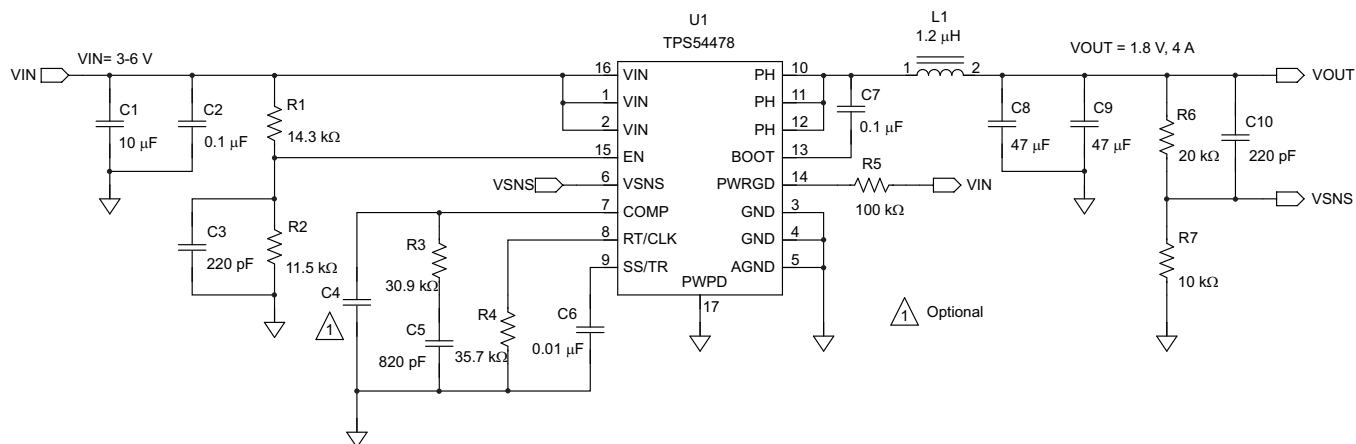 U1
TPS54478
L1
1.2 μH
VIN= 3-6 V
VOUT = 1.8 V, 4 A
VIN
VOUT
16 VIN
PH 10
1 VIN
PH 11
2 VIN
PH 12
15 EN
BOOT 13
6 VSNS
PWRGD 14
7 COMP
GND 3
8 RT/CLK
GND 4
9 SS/TR
AGND 5
PWPD
17
1 2
C1
10 μF
C2
0.1 μF
R1
14.3 kΩ
C7
0.1 μF
C8
47 μF
C9
47 μF
R6
20 kΩ
C10
220 pF
VSNS
R5
100 kΩ
VIN
VSNS
C3
220 pF
R2
11.5 kΩ
R3
30.9 kΩ
C4
1
C5
820 pF
R4
35.7 kΩ
C6
0.01 μF
R7
10 kΩ
1 Optional